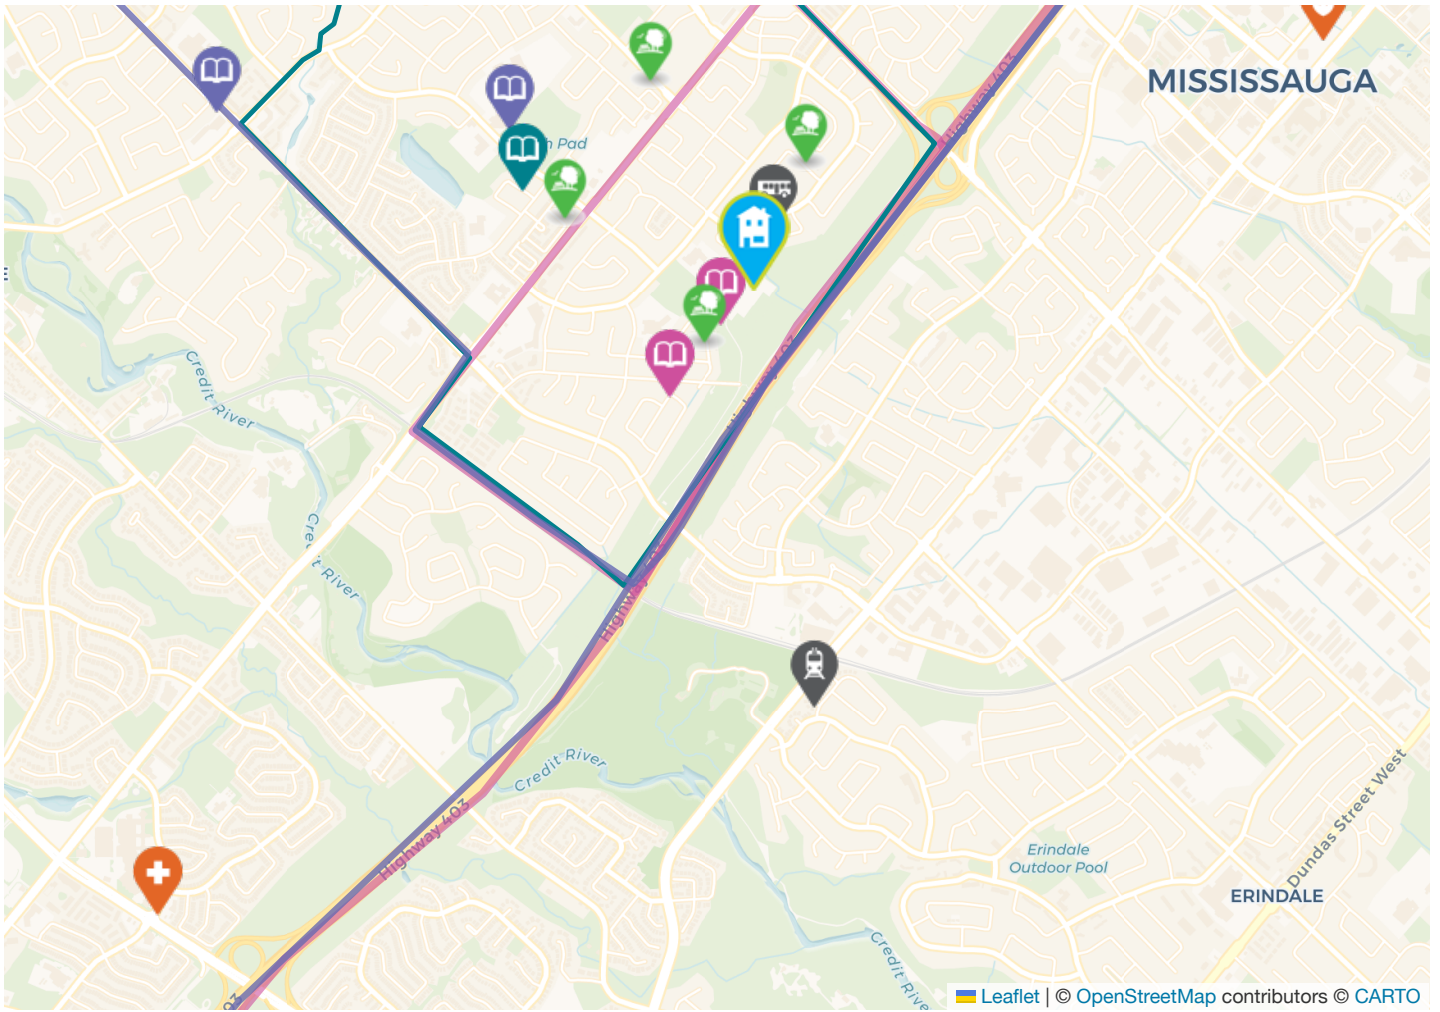 Highway 403
MISSISSAUGA
h Pad
E
Highway 403
Credit River
Credit River
Highway
Credit River
Highway 403
Dundas Street West
Erindale
Outdoor Pool
ERINDALE
Credit River
03
Leaflet | © OpenStreetMap contributors © CARTO